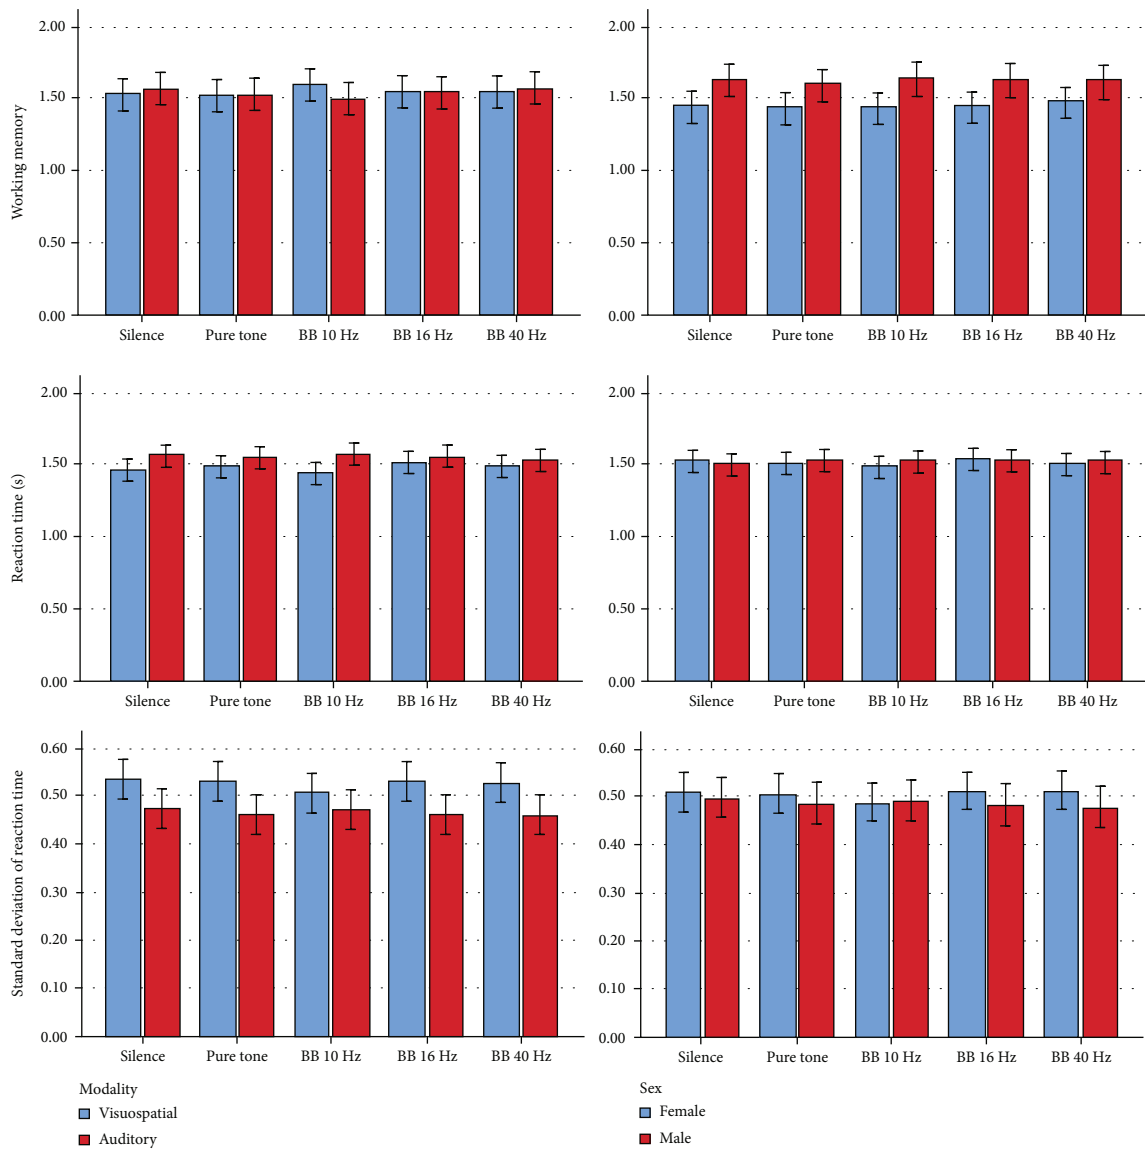 Working memory
2.00
1.50
1.00
0.50
0.00
Silence Pure tone BB 10 Hz BB 16 Hz BB 40 Hz
2.00
1.50
1.00
0.50
0.00
Silence Pure tone BB 10 Hz BB 16 Hz BB 40 Hz
Reaction time (s)
2.00
1.50
1.00
0.50
0.00
Silence Pure tone BB 10 Hz BB 16 Hz BB 40 Hz
2.00
1.50
1.00
0.50
0.00
Silence Pure tone BB 10 Hz BB 16 Hz BB 40 Hz
Standard deviation of reaction time
0.60
0.50
0.40
0.30
0.20
0.10
0.00
Silence Pure tone BB 10 Hz BB 16 Hz BB 40 Hz
Modality
Visuospatial
Auditory
0.60
0.50
0.40
0.30
0.20
0.10
0.00
Silence Pure tone BB 10 Hz BB 16 Hz BB 40 Hz
Sex
Female
Male